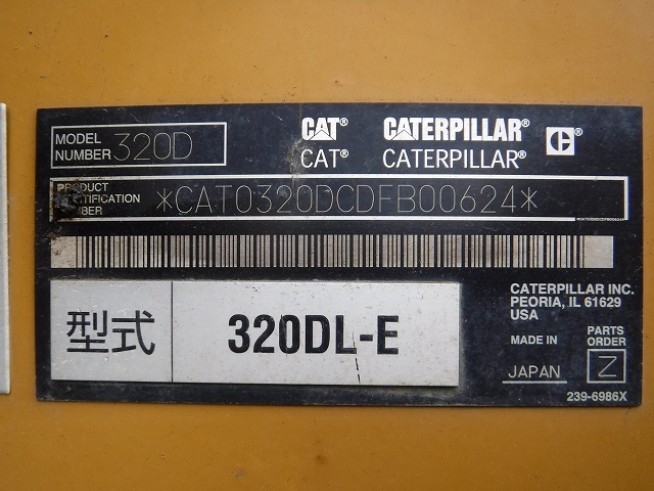 MODEL
NUMBER 320D
CAT® CATERPILLAR®
CAT® CATERPILLAR®
PRODUCT
IDENTIFICATION
NUMBER
*CAT0320DCDFB00624*
型式 320DL-E
CATERPILLAR INC.
PEORIA, IL 61629
USA
MADE IN
JAPAN
PARTS
ORDER
Z
239-6986X